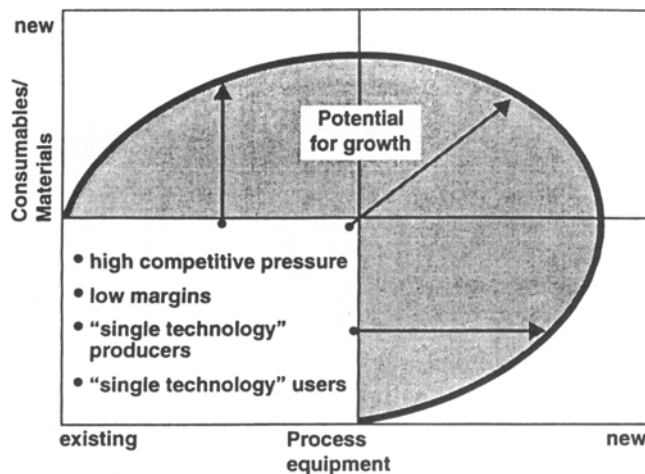 new
Consumables/
Materials
Potential
for growth
• high competitive pressure
• low margins
• “single technology”
producers
• “single technology” users
existing
Process
equipment
new